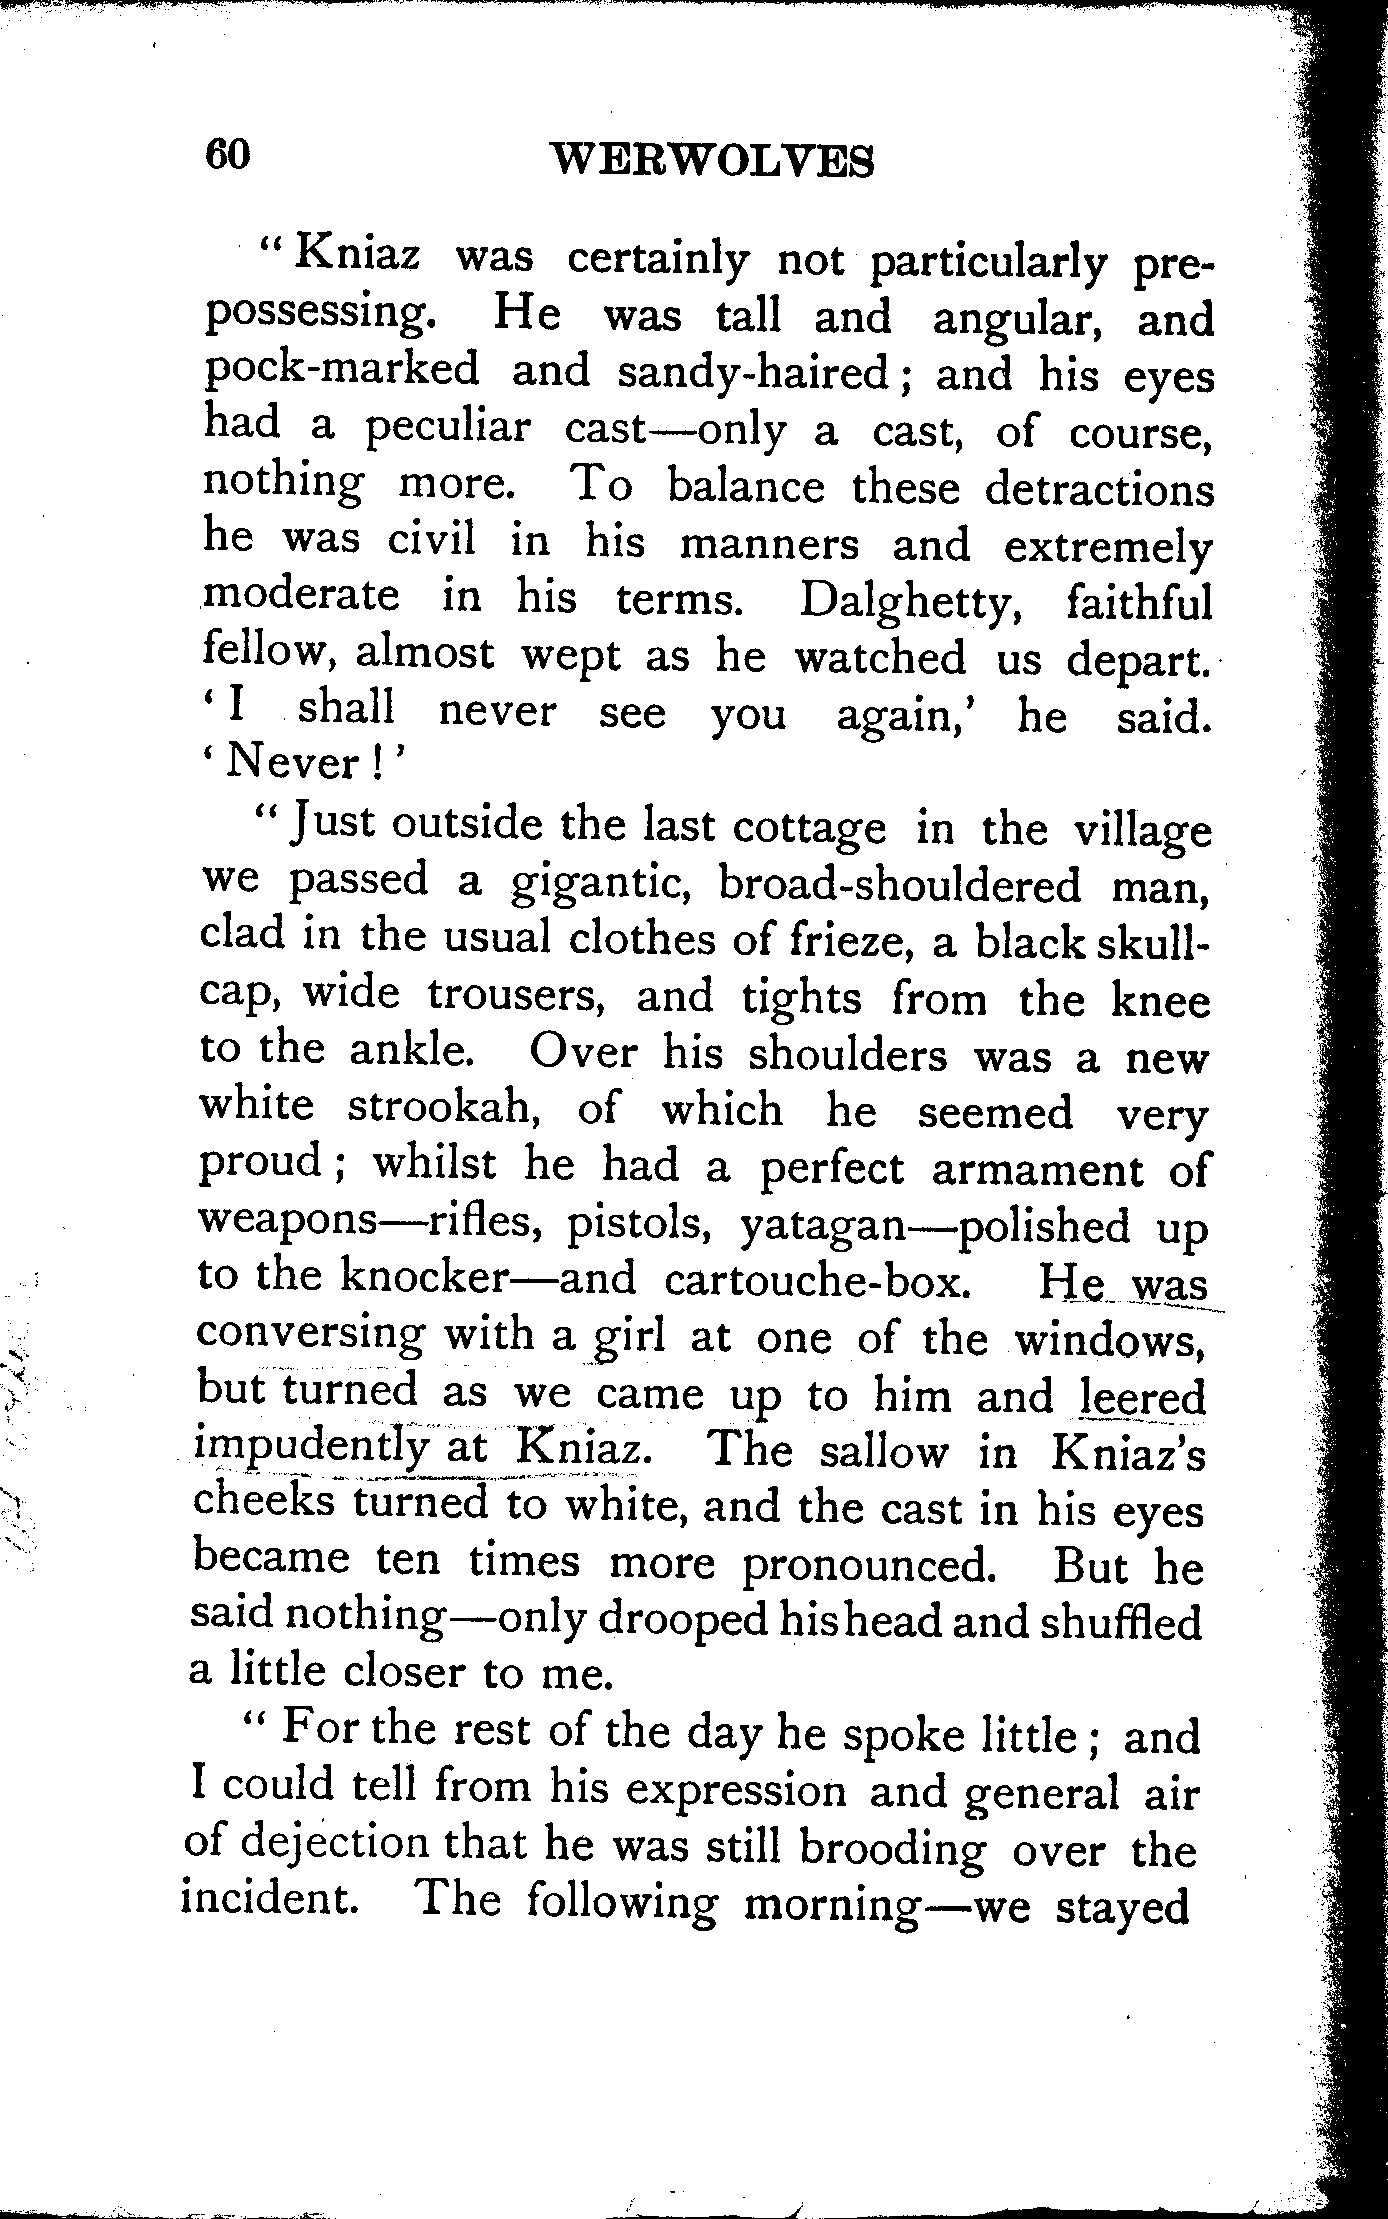 60 WERWOLVES
“ Kniaz was certainly not particularly pre-
possessing. He was tall and angular, and
pock-marked and sandy-haired ; and his eyes
had a peculiar cast—only a cast, of course,
nothing more. To balance these detractions
he was civil in his manners and extremely
moderate in his terms. Dalghetty, faithful
fellow, almost wept as he watched us depart.
‘ I shall never see you again,’ he said.
‘ Never ! ’
“ Just outside the last cottage in the village
we passed a gigantic, broad-shouldered man,
clad in the usual clothes of frieze, a black skull-
cap, wide trousers, and tights from the knee
to the ankle. Over his shoulders was a new
white strookah, of which he seemed very
proud ; whilst he had a perfect armament of
weapons—rifles, pistols, yatagan—polished up
to the knocker—and cartouche-box. He was
conversing with a girl at one of the windows,
but turned as we came up to him and leered
impudently at Kniaz. The sallow in Kniaz’s
cheeks turned to white, and the cast in his eyes
became ten times more pronounced. But he
said nothing—only drooped his head and shuffled
a little closer to me.
“ For the rest of the day he spoke little ; and
I could tell from his expression and general air
of dejection that he was still brooding over the
incident. The following morning—we stayed